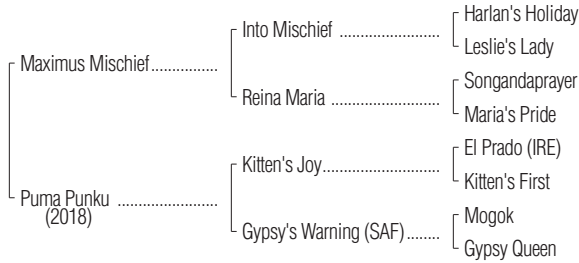 Harlan's Holiday
Into Mischief ....................
Leslie's Lady
Maximus Mischief................
Songandaprayer
Reina Maria ......................
Maria's Pride
El Prado (IRE)
Kitten's Joy........................
Kitten's First
Puma Punku .......................
(2018)
Mogok
Gypsy's Warning (SAF)........
Gypsy Queen